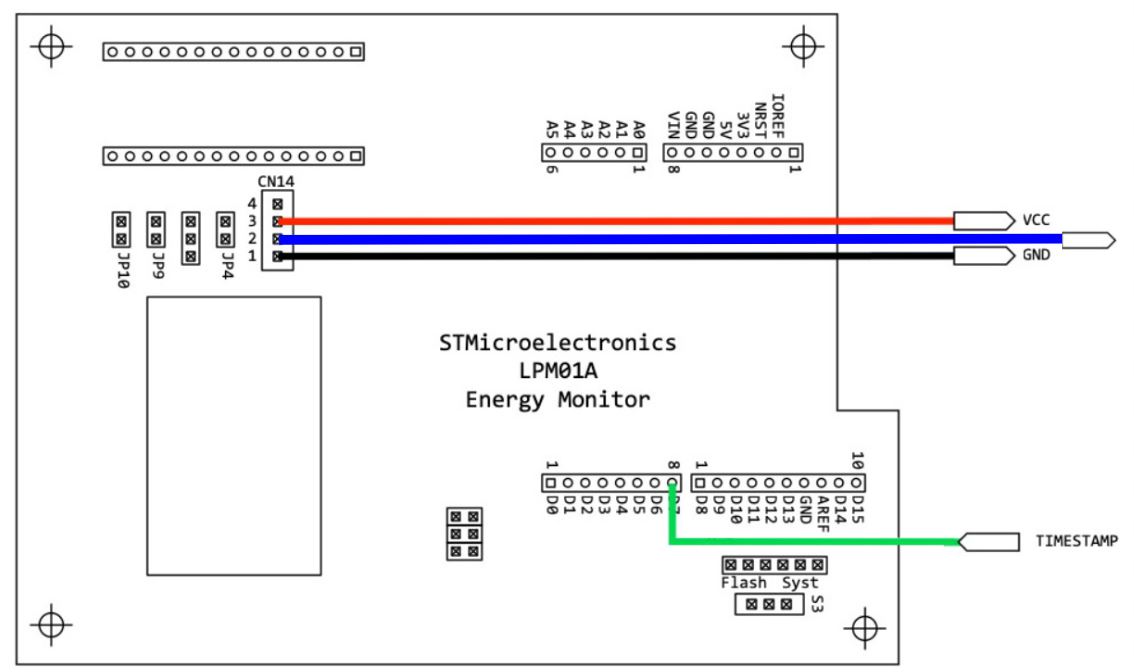 IOREF
NRST
3V3
5V
GND
GND
VIN
A0
A1
A2
A3
A4
A5
6
1
8
1
CN14
4
3
2
1
VCC
GND
JP10
JP9
JP4
STMicroelectronics
LPM01A
Energy Monitor
1
8
1
10
D0
D1
D2
D3
D4
D5
D6
D7
D8
D9
D10
D11
D12
D13
GND
AREF
D14
D15
TIMESTAMP
Flash Syst
S3